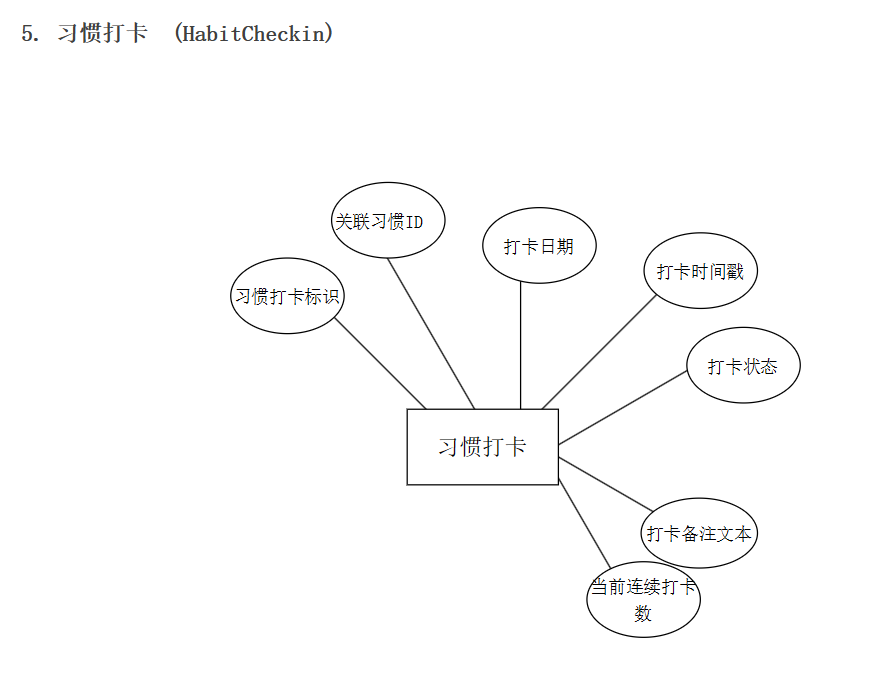 5. 习惯打卡 (HabitCheckin)
关联习惯ID
打卡日期
打卡时间戳
习惯打卡标识
打卡状态
习惯打卡
打卡备注文本
当前连续打卡
数